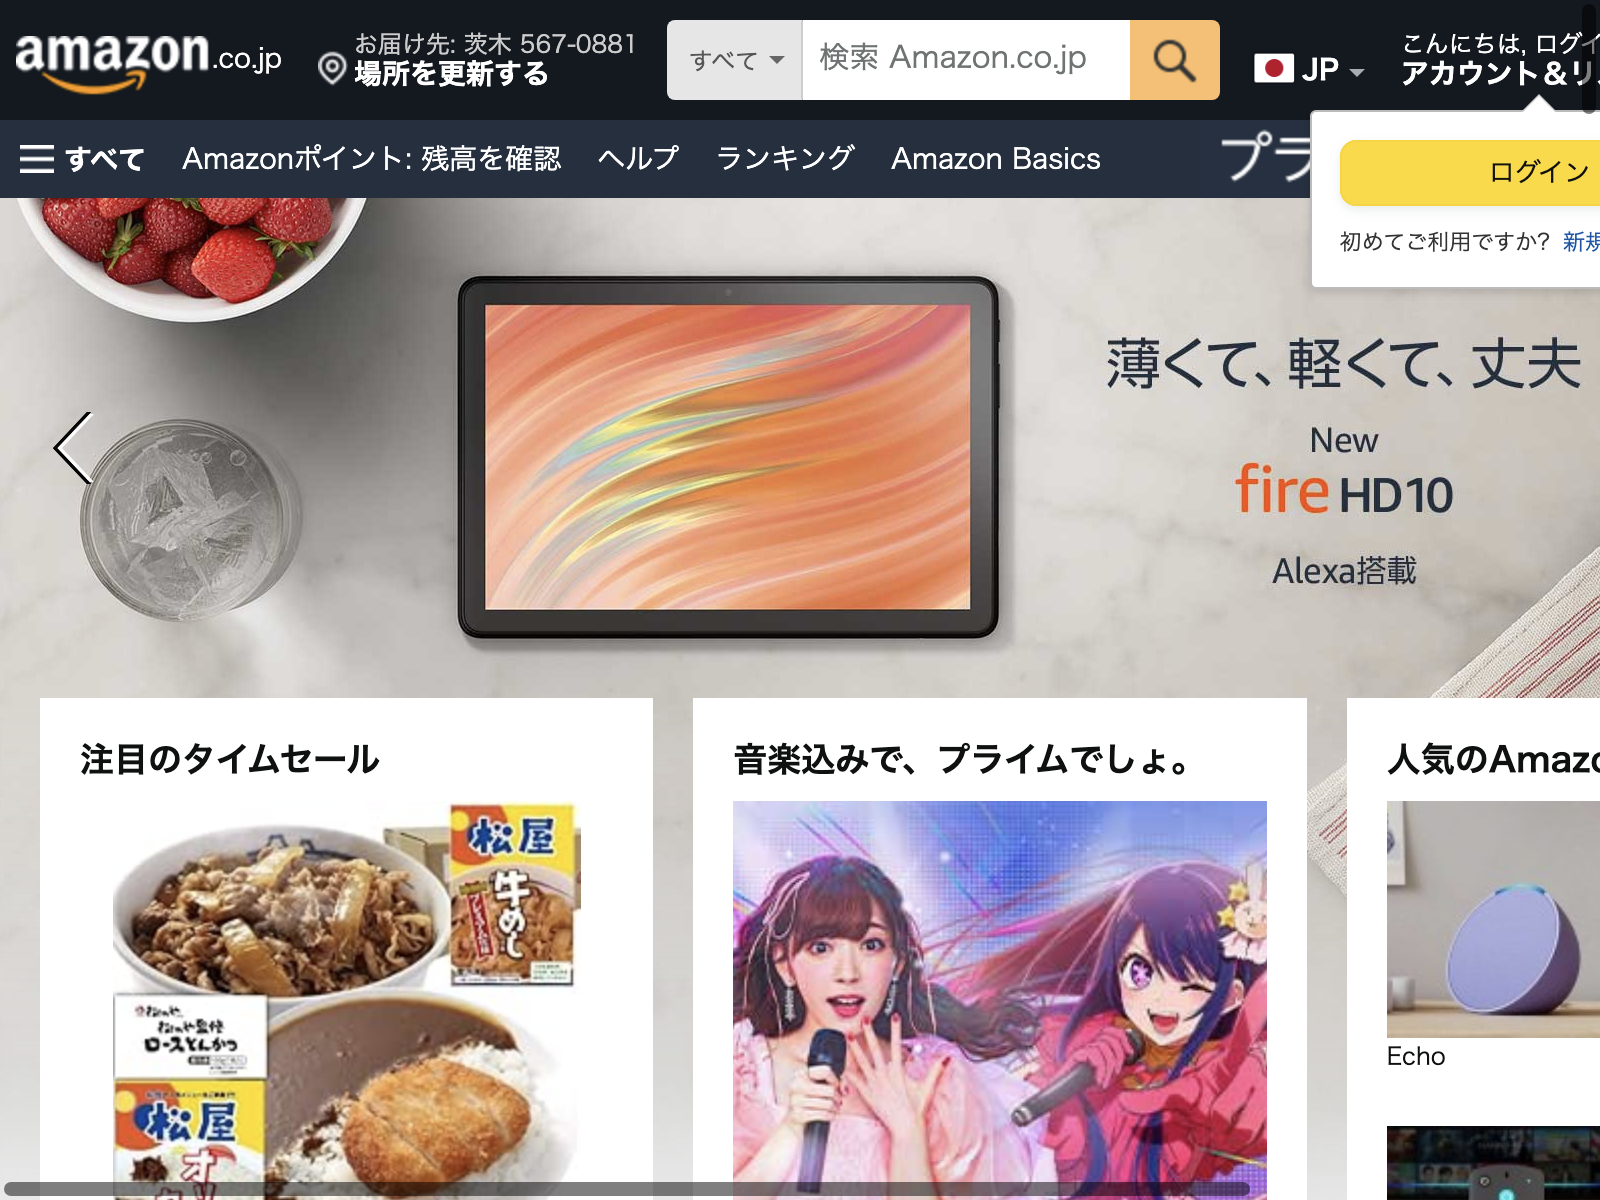 amazon.co.jp
お届け先: 茨木 567-0881
場所を更新する
すべて
検索 Amazon.co.jp
JP
こんにちは, ログイ
アカウント＆リ
すべて
Amazonポイント: 残高を確認
ヘルプ
ランキング
Amazon Basics
プラ
ログイン
初めてご利用ですか? 新規
薄くて、軽くて、丈夫
New
fire HD10
Alexa搭載
注目のタイムセール
音楽込みで、プライムでしょ。
人気のAmazo
松屋
牛めし
松のや監修
ロースとんかつ
松屋
オリ
Echo